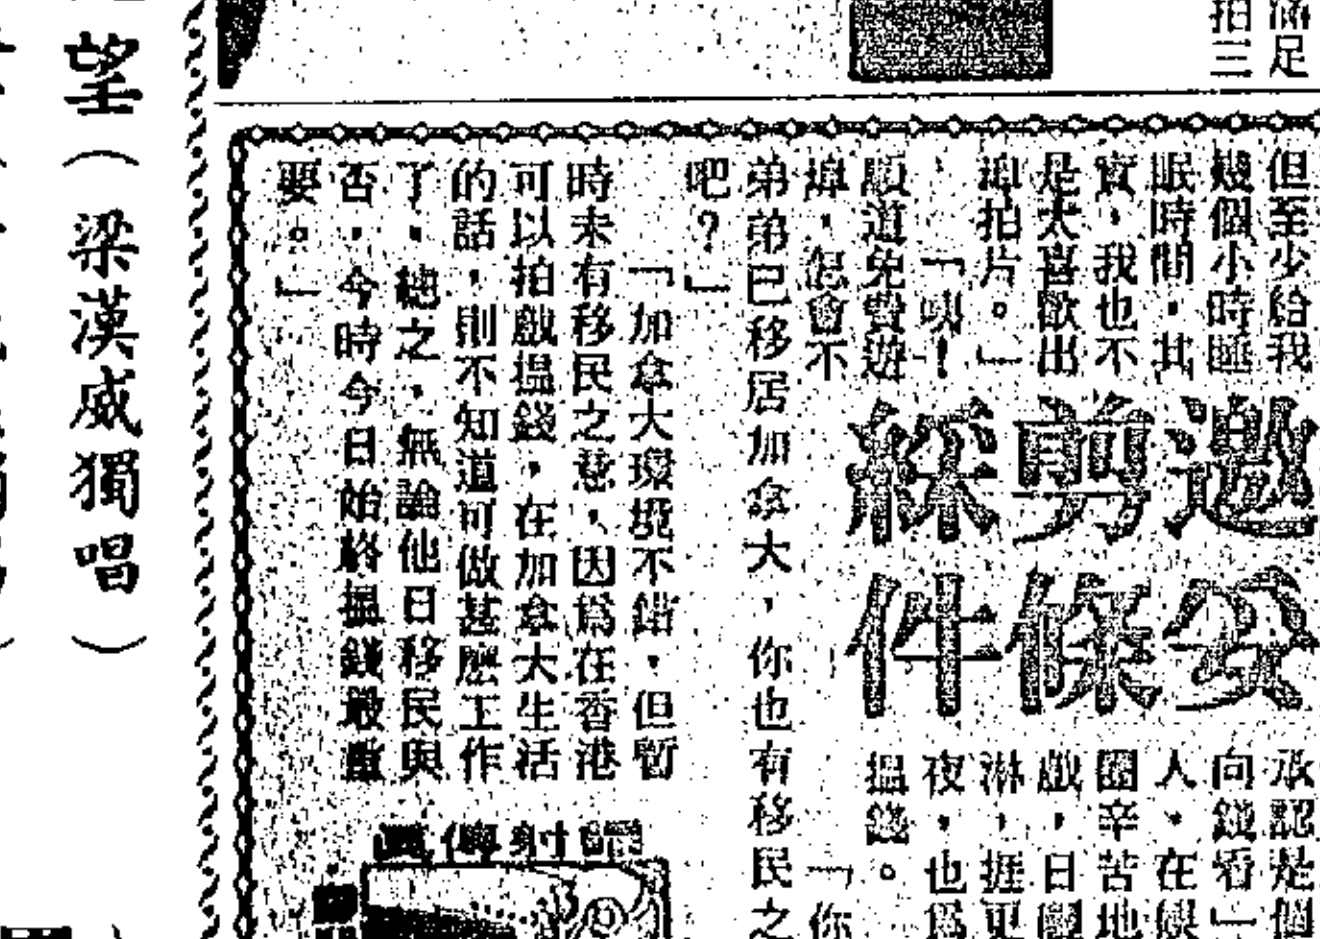 但至少給我
幾個小時睡
眠時間，其
實，我也不
是太喜歡出
埠拍片。」
「咦！
順道免費遊
埠，怎會不
剪綵
條件
承認是個
向錢看」
人。在娛
圈辛苦地
戲，日
淋，捱更
夜，也為
搵錢。
「你
弟弟已移居加拿大，你也有移民之
吧？」
「加拿大環境不錯，但暫
時未有移民之意，因為在香港
可以拍戲搵錢，在加拿大生活
的話，則不知道可做甚麼工作
了。總之，無論他日移民與
否，今時今日始終搵錢最重
要。」
望（梁漢威獨唱）
足
拍三